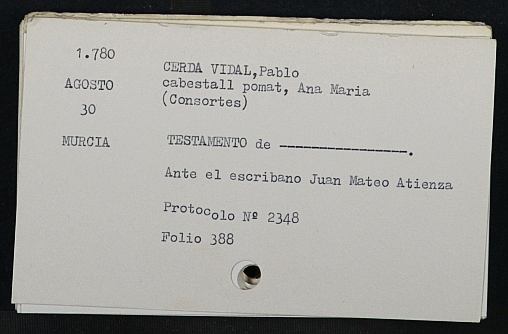 1.780
AGOSTO
30
MURCIA
CERDA VIDAL,Pablo
cabestall pomat, Ana Maria
(Consortes)
TESTAMENTO de ----------------.
Ante el escribano Juan Mateo Atienza
Protocolo Nº 2348
Folio 388